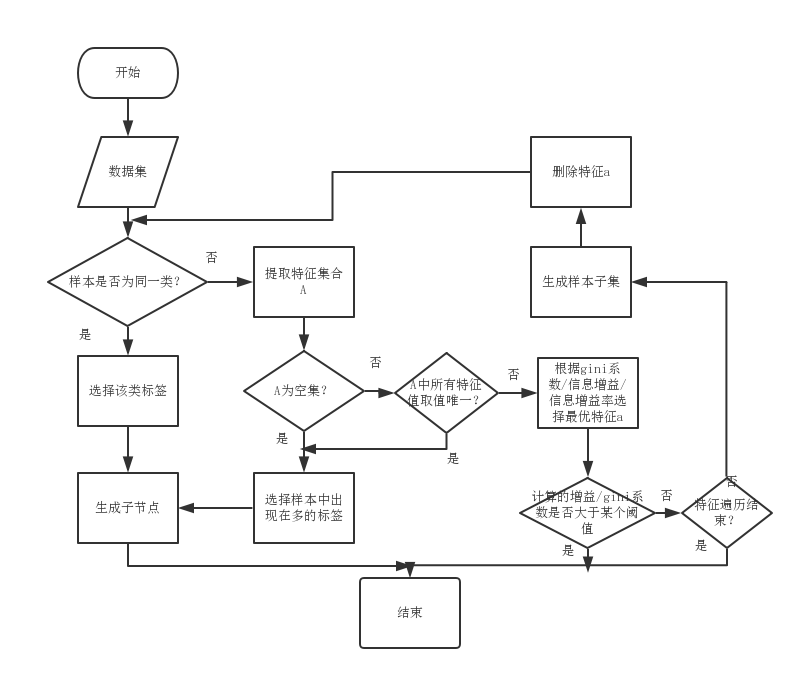 开始
数据集
删除特征a
否
样本是否为同一类？
提取特征集合
A
生成样本子集
是
选择该类标签
A为空集？
否
A中所有特征
值取值唯一？
否
根据gini系
数/信息增益/
信息增益率选
择最优特征a
是
是
生成子节点
选择样本中出
现在多的标签
计算的增益/gini系
数是否大于某个阈
值
否
否
特征遍历结
束？
是
是
结束